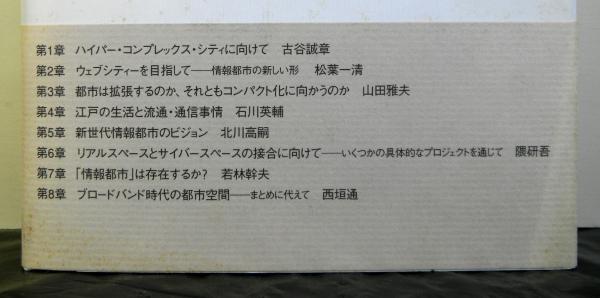 第1章 ハイパー・コンプレックス・シティに向けて 古谷誠章
第2章 ウェブシティーを目指して――情報都市の新しい形 松葉一清
第3章 都市は拡張するのか、それともコンパクト化に向かうのか 山田雅夫
第4章 江戸の生活と流通・通信事情 石川英輔
第5章 新世代情報都市のビジョン 北川高嗣
第6章 リアルスペースとサイバースペースの接合に向けて――いくつかの具体的なプロジェクトを通じて 隈研吾
第7章 「情報都市」は存在するか? 若林幹夫
第8章 ブロードバンド時代の都市空間――まとめに代えて 西垣通